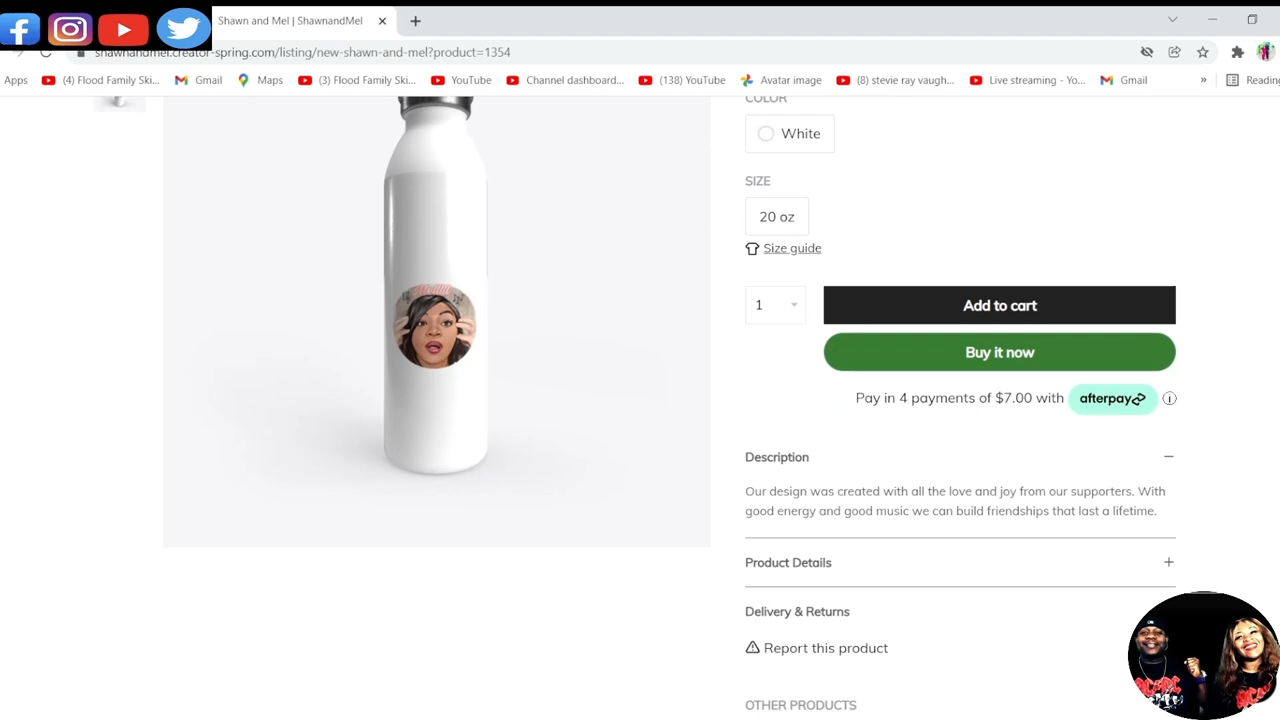 Shawn and Mel | ShawnandMel
shawnandmel.creator-spring.com/listing/new-shawn-and-mel?product=1354
Apps
(4) Flood Family Ski...
Gmail
Maps
(3) Flood Family Ski...
YouTube
Channel dashboard...
(138) YouTube
Avatar image
(8) stevie ray vaugh...
Live streaming - Yo...
Gmail
»
Reading
COLOR
White
SIZE
20 oz
Size guide
1
Add to cart
Buy it now
Pay in 4 payments of $7.00 with afterpay
Description
Our design was created with all the love and joy from our supporters. With
good energy and good music we can build friendships that last a lifetime.
Product Details
Delivery & Returns
Report this product
OTHER PRODUCTS